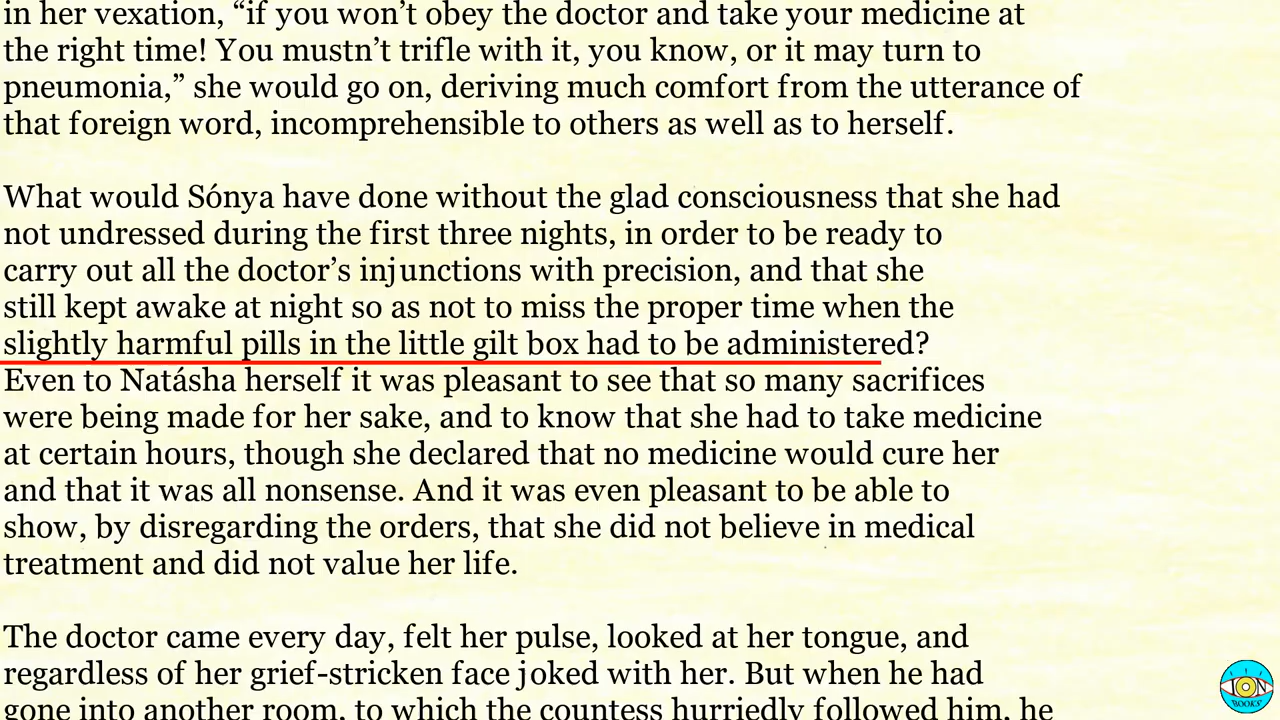 in her vexation, “if you won’t obey the doctor and take your medicine at
the right time! You mustn’t trifle with it, you know, or it may turn to
pneumonia,” she would go on, deriving much comfort from the utterance of
that foreign word, incomprehensible to others as well as to herself.
What would Sónya have done without the glad consciousness that she had
not undressed during the first three nights, in order to be ready to
carry out all the doctor’s injunctions with precision, and that she
still kept awake at night so as not to miss the proper time when the
slightly harmful pills in the little gilt box had to be administered?
Even to Natásha herself it was pleasant to see that so many sacrifices
were being made for her sake, and to know that she had to take medicine
at certain hours, though she declared that no medicine would cure her
and that it was all nonsense. And it was even pleasant to be able to
show, by disregarding the orders, that she did not believe in medical
treatment and did not value her life.
The doctor came every day, felt her pulse, looked at her tongue, and
regardless of her grief-stricken face joked with her. But when he had
gone into another room, to which the countess hurriedly followed him, he
BOOKS